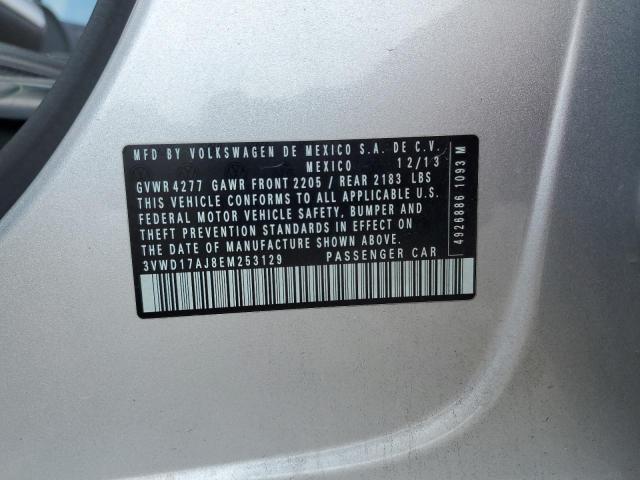 MFD BY VOLKSWAGEN DE MEXICO S.A. DE C.V.
MEXICO 12/13
GVWR 4277 GAWR FRONT 2205 / REAR 2183 LBS
THIS VEHICLE CONFORMS TO ALL APPLICABLE
FEDERAL MOTOR VEHICLE SAFETY, BUMPER AND
THEFT PREVENTION STANDARDS IN EFFECT ON
THE DATE OF MANUFACTURE SHOWN ABOVE.
3VWD17AJ8EM253129 PASSENGER CAR
4926886 1093 M